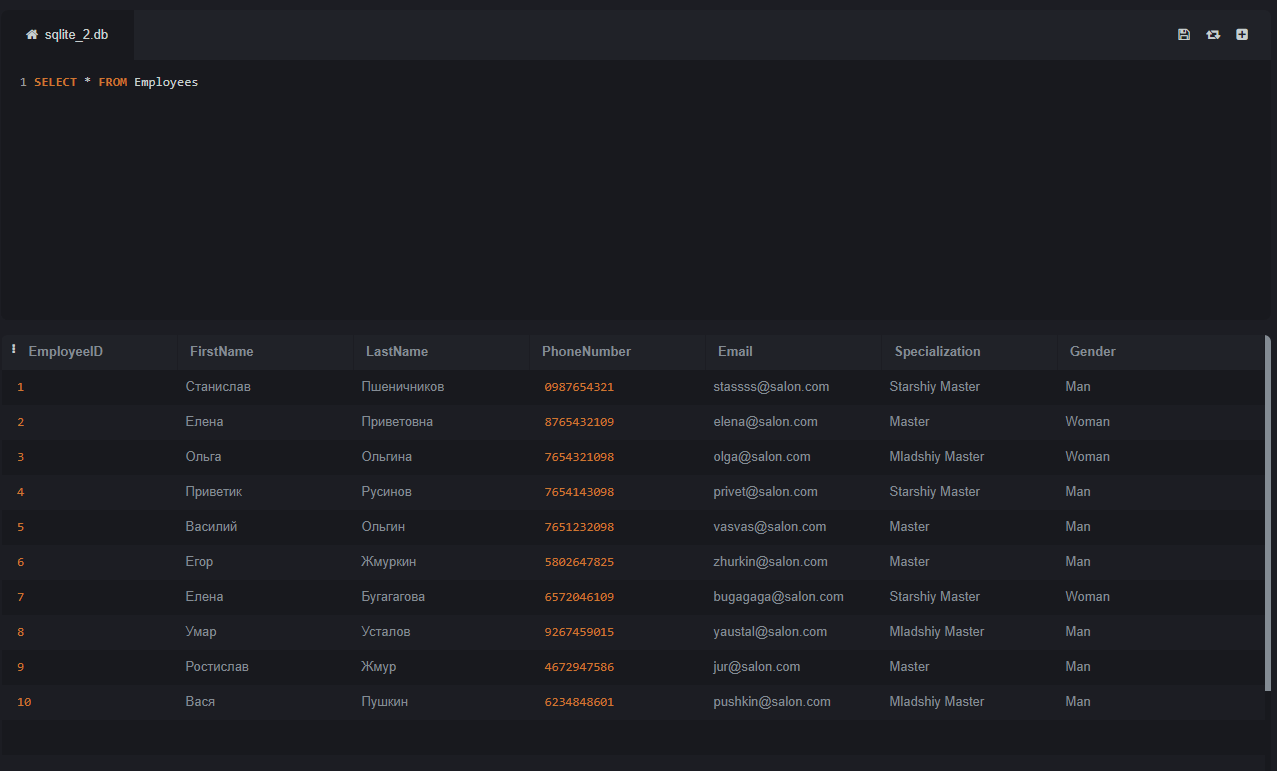 sqlite_2.db
1 SELECT * FROM Employees
EmployeeID FirstName LastName PhoneNumber Email Specialization Gender
1 Станислав Пшеничников 0987654321 stassss@salon.com Starshiy Master Man
2 Елена Приветовна 8765432109 elena@salon.com Master Woman
3 Ольга Ольгина 7654321098 olga@salon.com Mladshiy Master Woman
4 Приветик Русинов 7654143098 privet@salon.com Starshiy Master Man
5 Василий Ольгин 7651232098 vasvas@salon.com Master Man
6 Егор Жмуркин 5802647825 zhurkin@salon.com Master Man
7 Елена Бугагагова 6572046109 bugagaga@salon.com Starshiy Master Woman
8 Умар Усталов 9267459015 yaustal@salon.com Mladshiy Master Man
9 Ростислав Жмур 4672947586 jur@salon.com Master Man
10 Вася Пушкин 6234848601 pushkin@salon.com Mladshiy Master Man